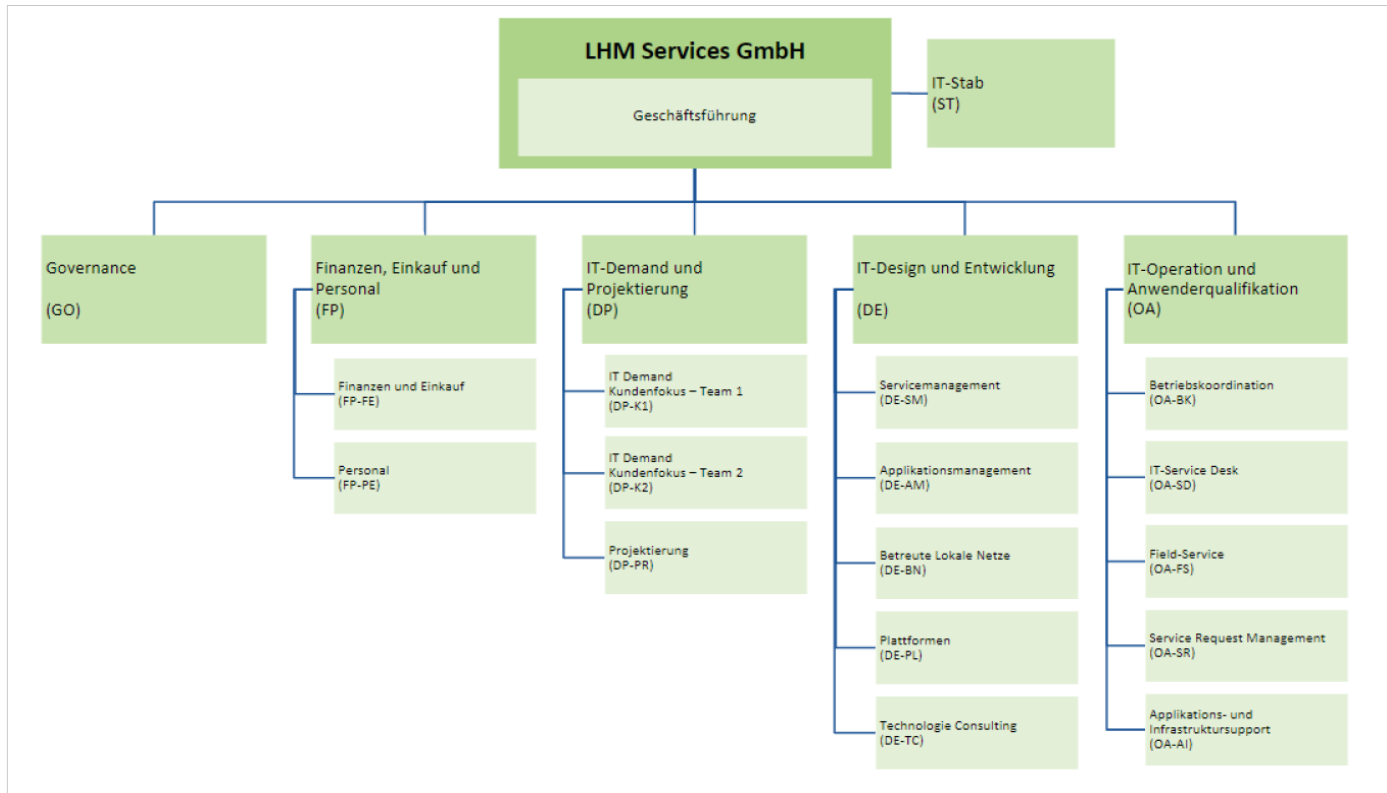 LHM Services GmbH
Geschäftsführung
IT-Stab
(ST)
Governance
(GO)
Finanzen, Einkauf und
Personal
(FP)
Finanzen und Einkauf
(FP-FE)
Personal
(FP-PE)
IT-Demand und
Projektierung
(DP)
IT Demand
Kundenfokus – Team 1
(DP-K1)
IT Demand
Kundenfokus – Team 2
(DP-K2)
Projektierung
(DP-PR)
IT-Design und Entwicklung
(DE)
Servicemanagement
(DE-SM)
Applikationsmanagement
(DE-AM)
Betreute Lokale Netze
(DE-BN)
Plattformen
(DE-PL)
Technologie Consulting
(DE-TC)
IT-Operation und
Anwenderqualifikation
(OA)
Betriebskoordination
(OA-BK)
IT-Service Desk
(OA-SD)
Field-Service
(OA-FS)
Service Request Management
(OA-SR)
Applikations- und
Infrastruktursupport
(OA-AI)